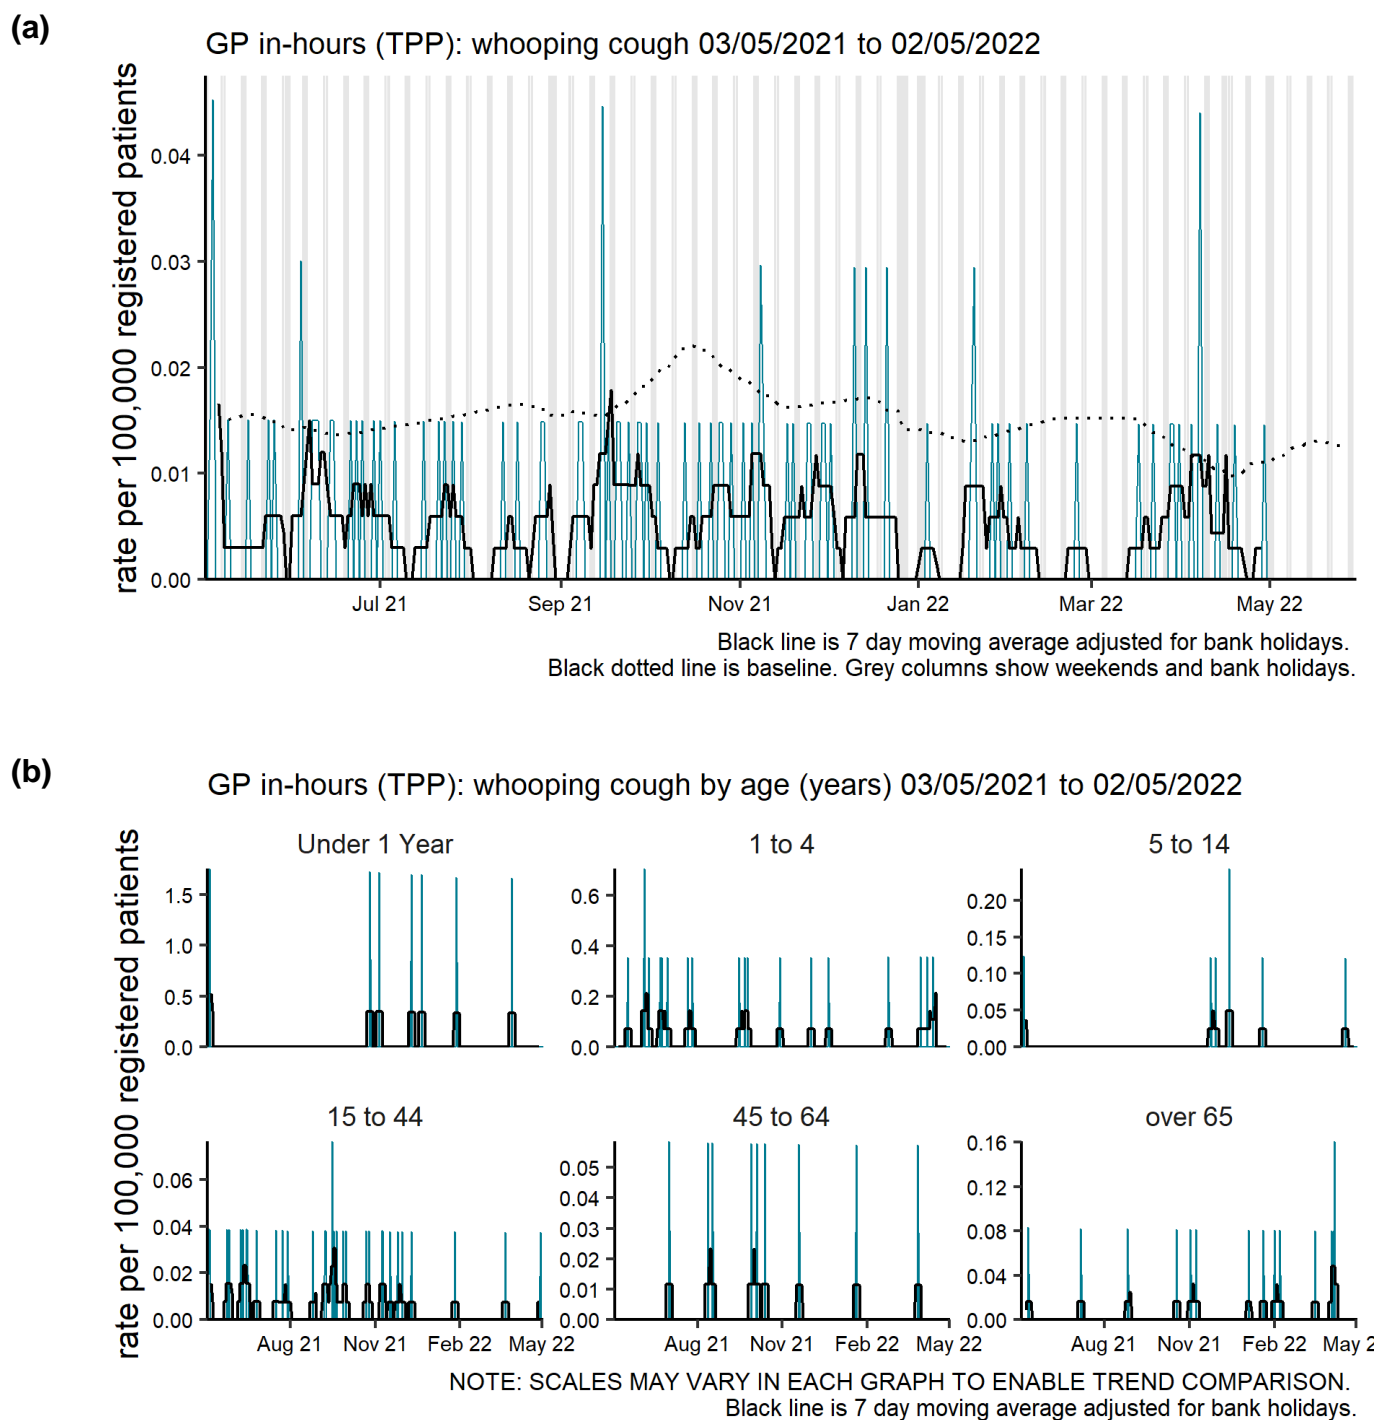 (a)
GP in-hours (TPP): whooping cough 03/05/2021 to 02/05/2022
rate per 100,000 registered patients
0.04
0.03
0.02
0.01
0.00
Jul 21 Sep 21 Nov 21 Jan 22 Mar 22 May 22
Black line is 7 day moving average adjusted for bank holidays.
Black dotted line is baseline. Grey columns show weekends and bank holidays.
(b)
GP in-hours (TPP): whooping cough by age (years) 03/05/2021 to 02/05/2022
rate per 100,000 registered patients
Under 1 Year
1.5
1.0
0.5
0.0
1 to 4
0.6
0.4
0.2
0.0
5 to 14
0.20
0.15
0.10
0.05
0.00
15 to 44
0.06
0.04
0.02
0.00
Aug 21 Nov 21 Feb 22 May 22
45 to 64
0.05
0.04
0.03
0.02
0.01
0.00
Aug 21 Nov 21 Feb 22 May 22
over 65
0.16
0.12
0.08
0.04
0.00
Aug 21 Nov 21 Feb 22 May 2
NOTE: SCALES MAY VARY IN EACH GRAPH TO ENABLE TREND COMPARISON.
Black line is 7 day moving average adjusted for bank holidays.